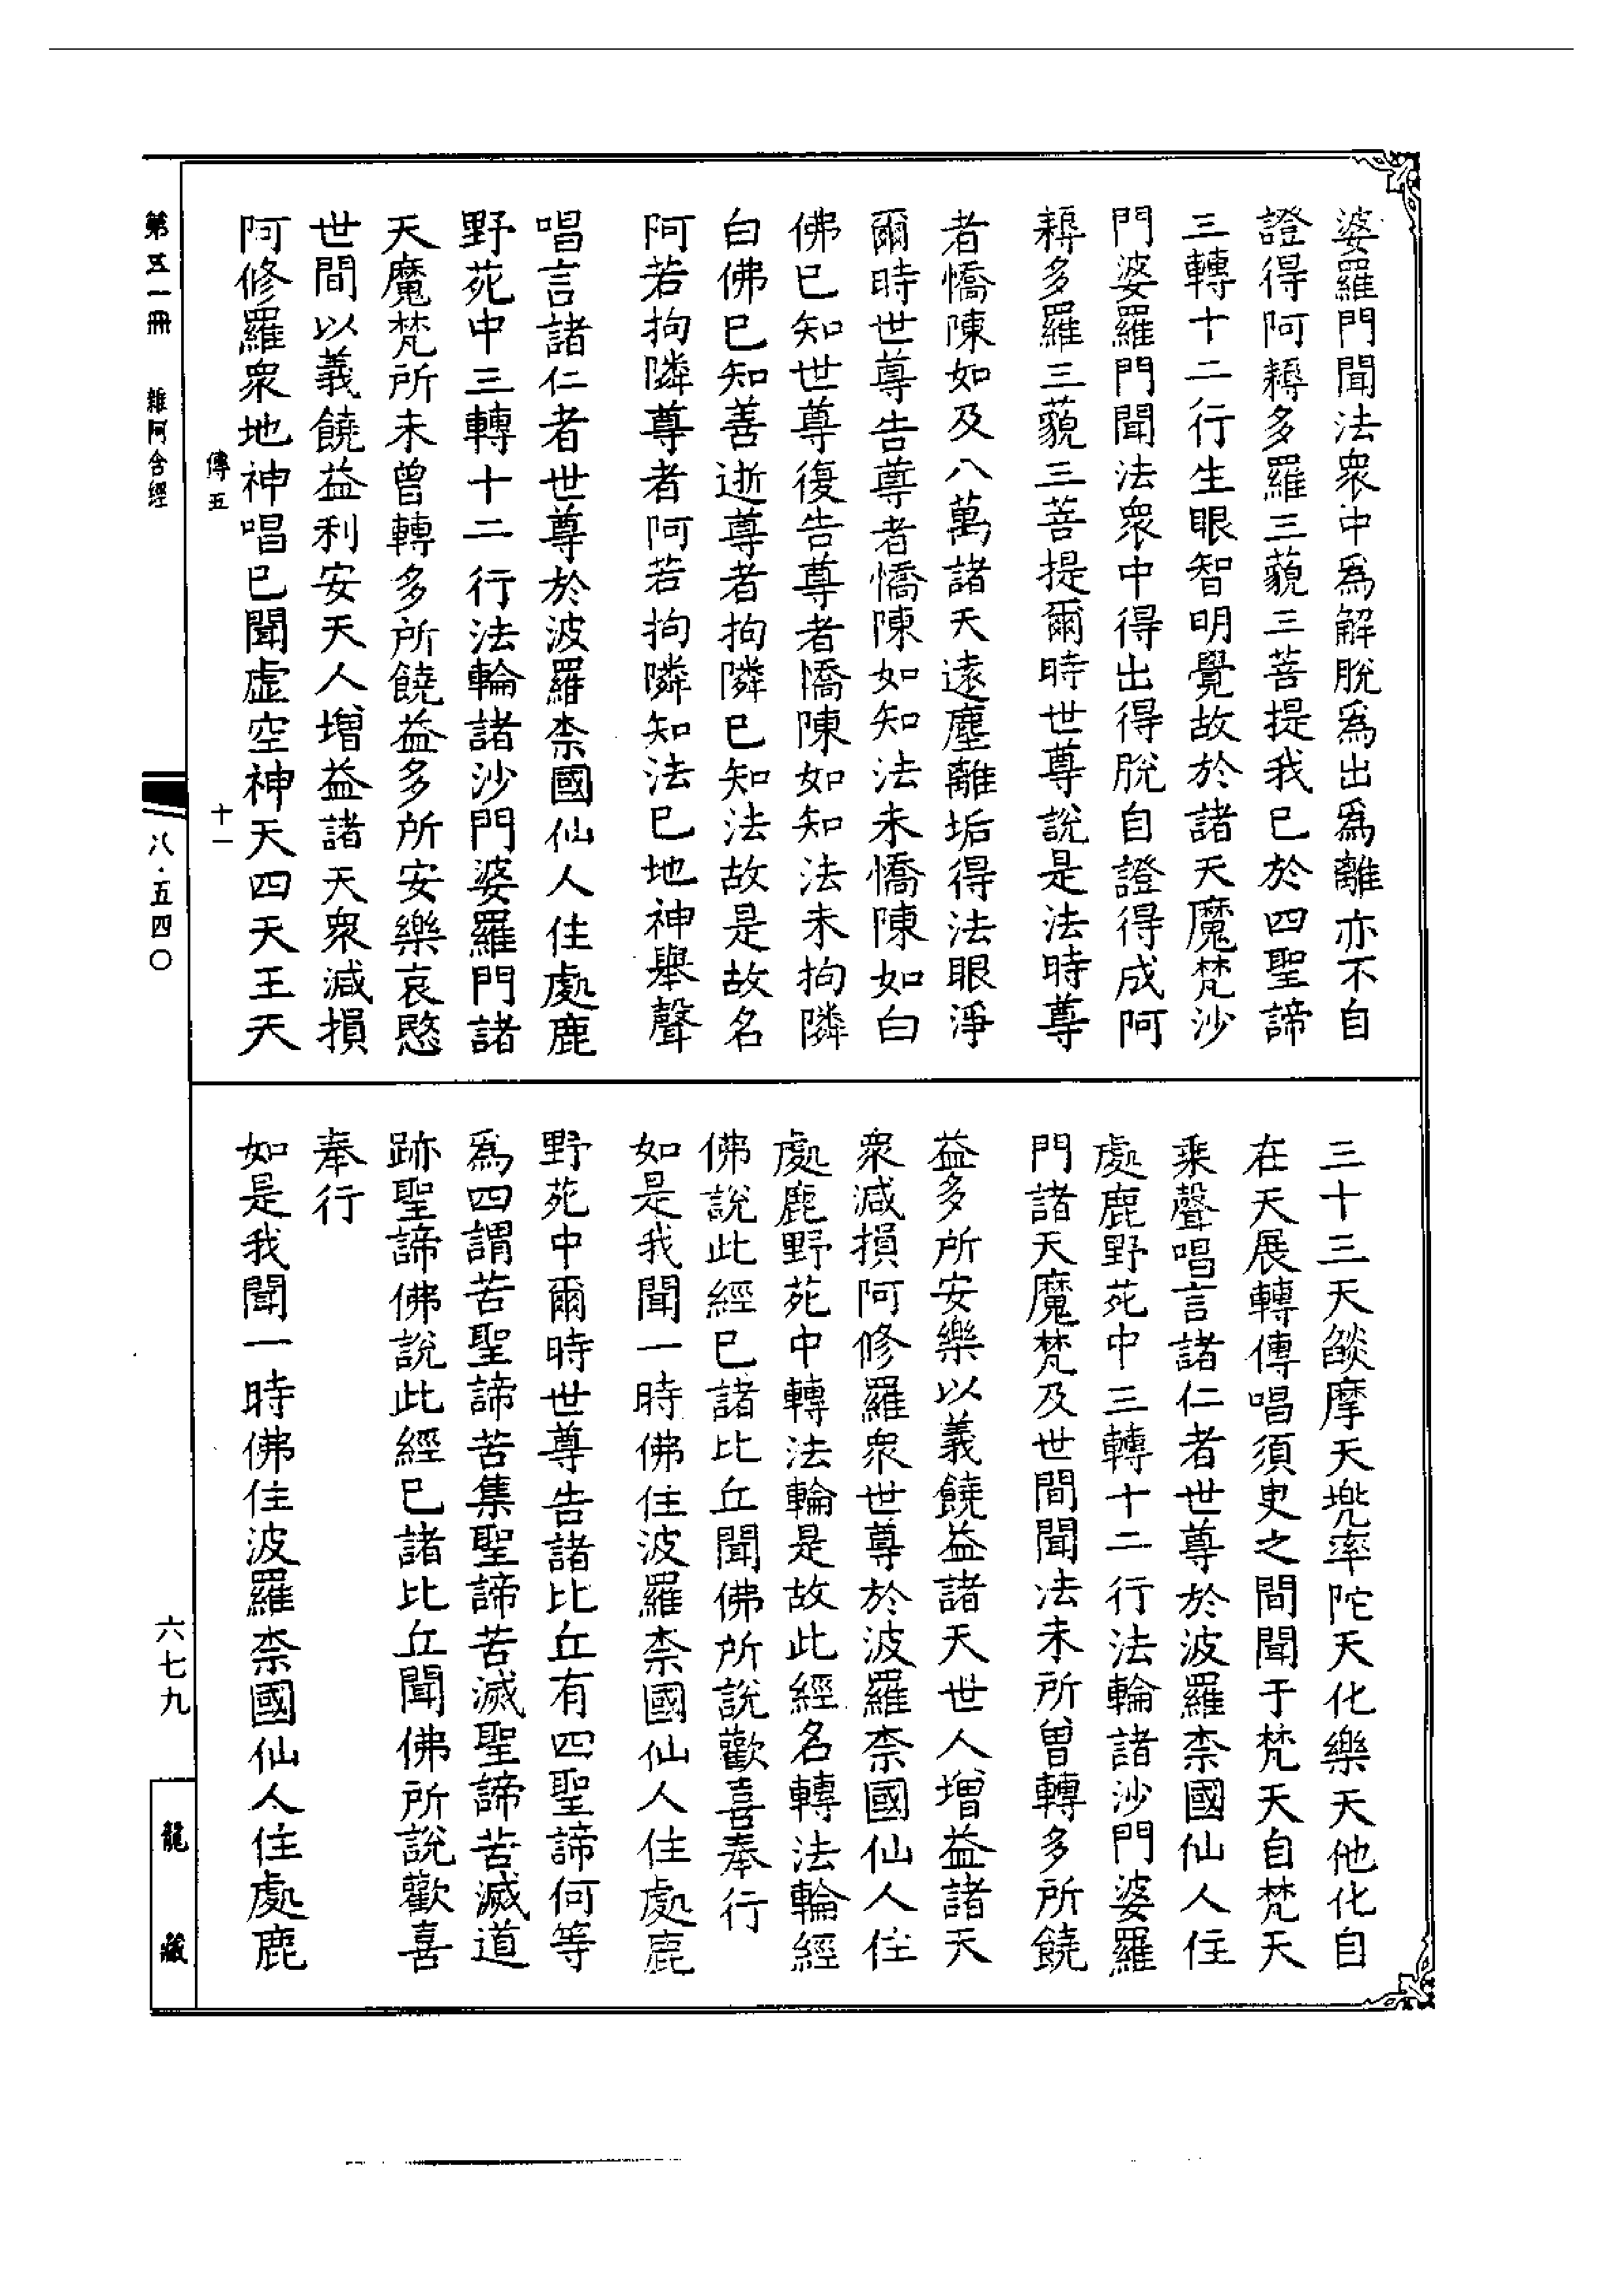 婆羅門聞法衆中爲解脫爲出爲離亦不自
證得阿耨多羅三藐三菩提我已於四聖諦
三轉十二行生眼智明覺故於諸天魔梵沙
門婆羅門聞法衆中得出得脫自證得成阿
耨多羅三藐三菩提爾時世尊說是法時尊
者憍陳如及八萬諸天遠塵離垢得法眼淨
爾時世尊告尊者憍陳如知法未憍陳如白
佛已知世尊復告尊者憍陳如知法未拘隣
白佛已知善逝尊者拘隣已知法故是故名
阿若拘隣尊者阿若拘隣知法已地神舉聲
唱言諸仁者世尊於波羅柰國仙人住處鹿
野苑中三轉十二行法輪諸沙門婆羅門諸
天魔梵所未曾轉多所饒益多所安樂哀愍
世間以義饒益利安天人增益諸天衆減損
阿修羅衆地神唱已聞虛空神天四天王天
三十三天燄摩天兜率陀天化樂天他化自
在天展轉傳唱須臾之間聞于梵天自梵天
乘聲唱言諸仁者世尊於波羅柰國仙人住
處鹿野苑中三轉十二行法輪諸沙門婆羅
門諸天魔梵及世間聞法未所曾轉多所饒
益多所安樂以義饒益諸天世人增益諸天
衆減損阿修羅衆世尊於波羅柰國仙人住
處鹿野苑中轉法輪是故此經名轉法輪經
佛說此經已諸比丘聞佛所說歡喜奉行
如是我聞一時佛住波羅柰國仙人住處鹿
野苑中爾時世尊告諸比丘有四聖諦何等
爲四謂苦聖諦苦集聖諦苦滅聖諦苦滅道
跡聖諦佛說此經已諸比丘聞佛所說歡喜
奉行
如是我聞一時佛住波羅柰國仙人住處鹿
傳五 十一
第五一冊 雜阿含經 八·五四〇 六七九 龍藏